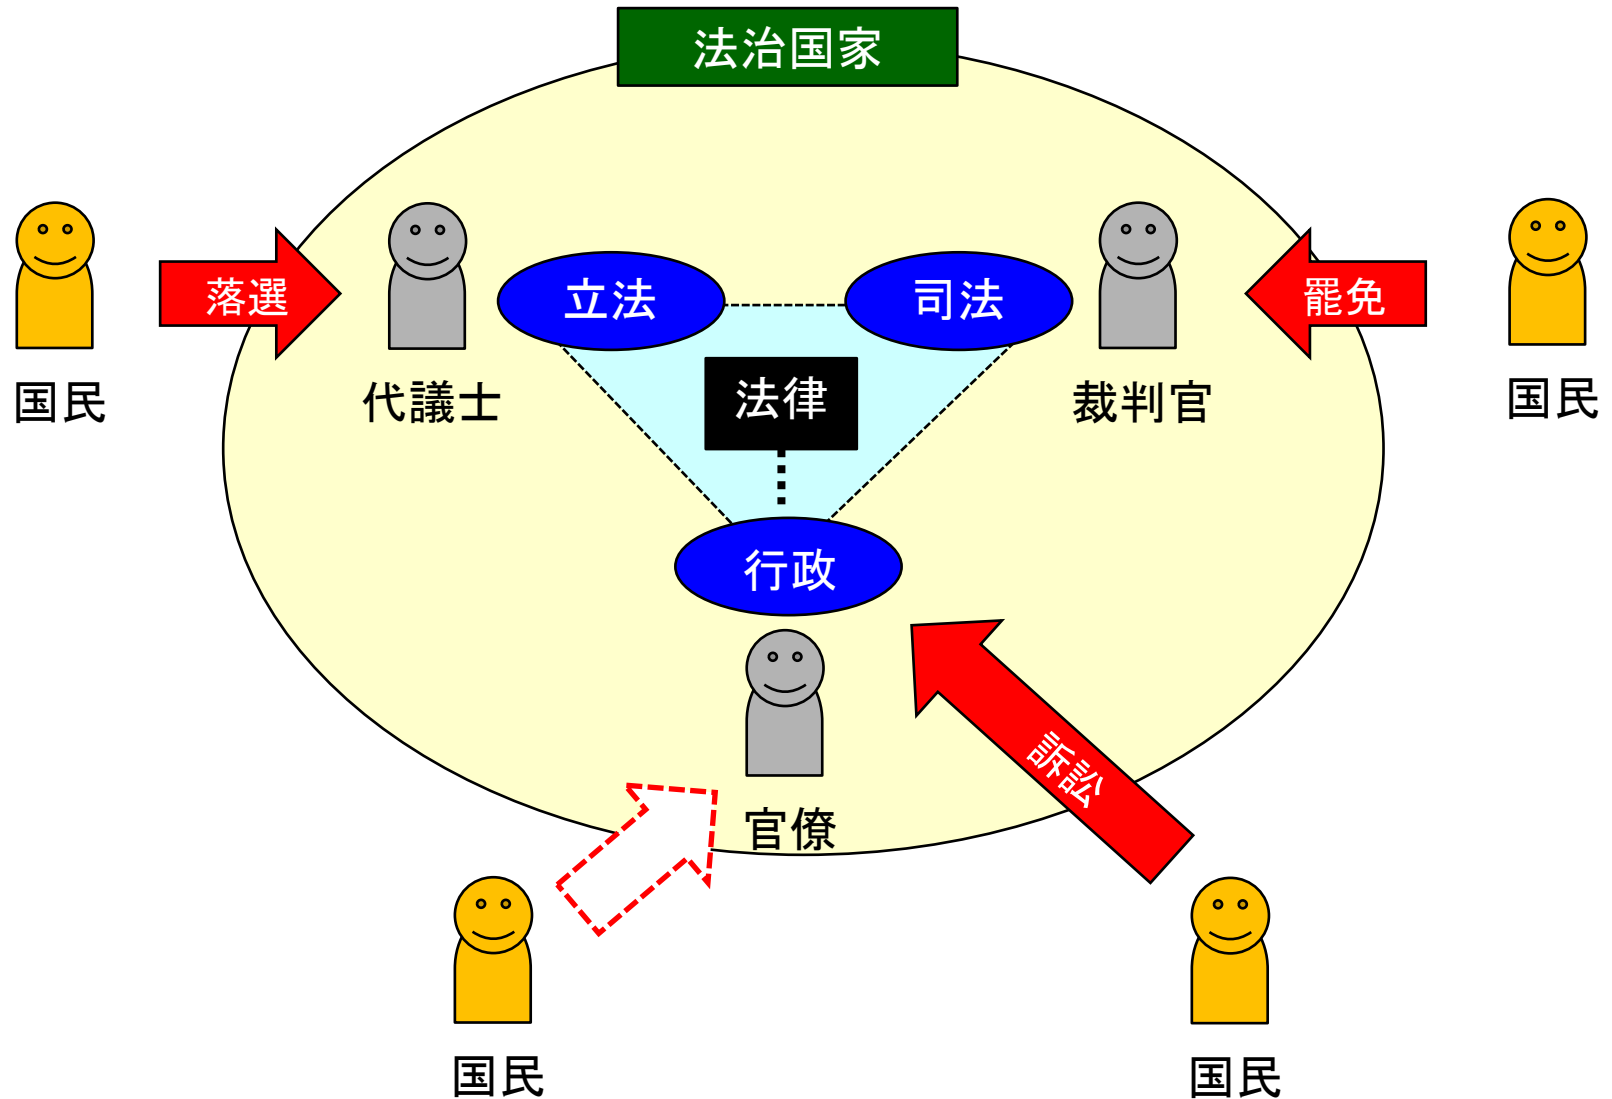 法治国家
落選
立法
司法
罷免
法律
国民
代議士
裁判官
国民
行政
訴訟
官僚
国民
国民